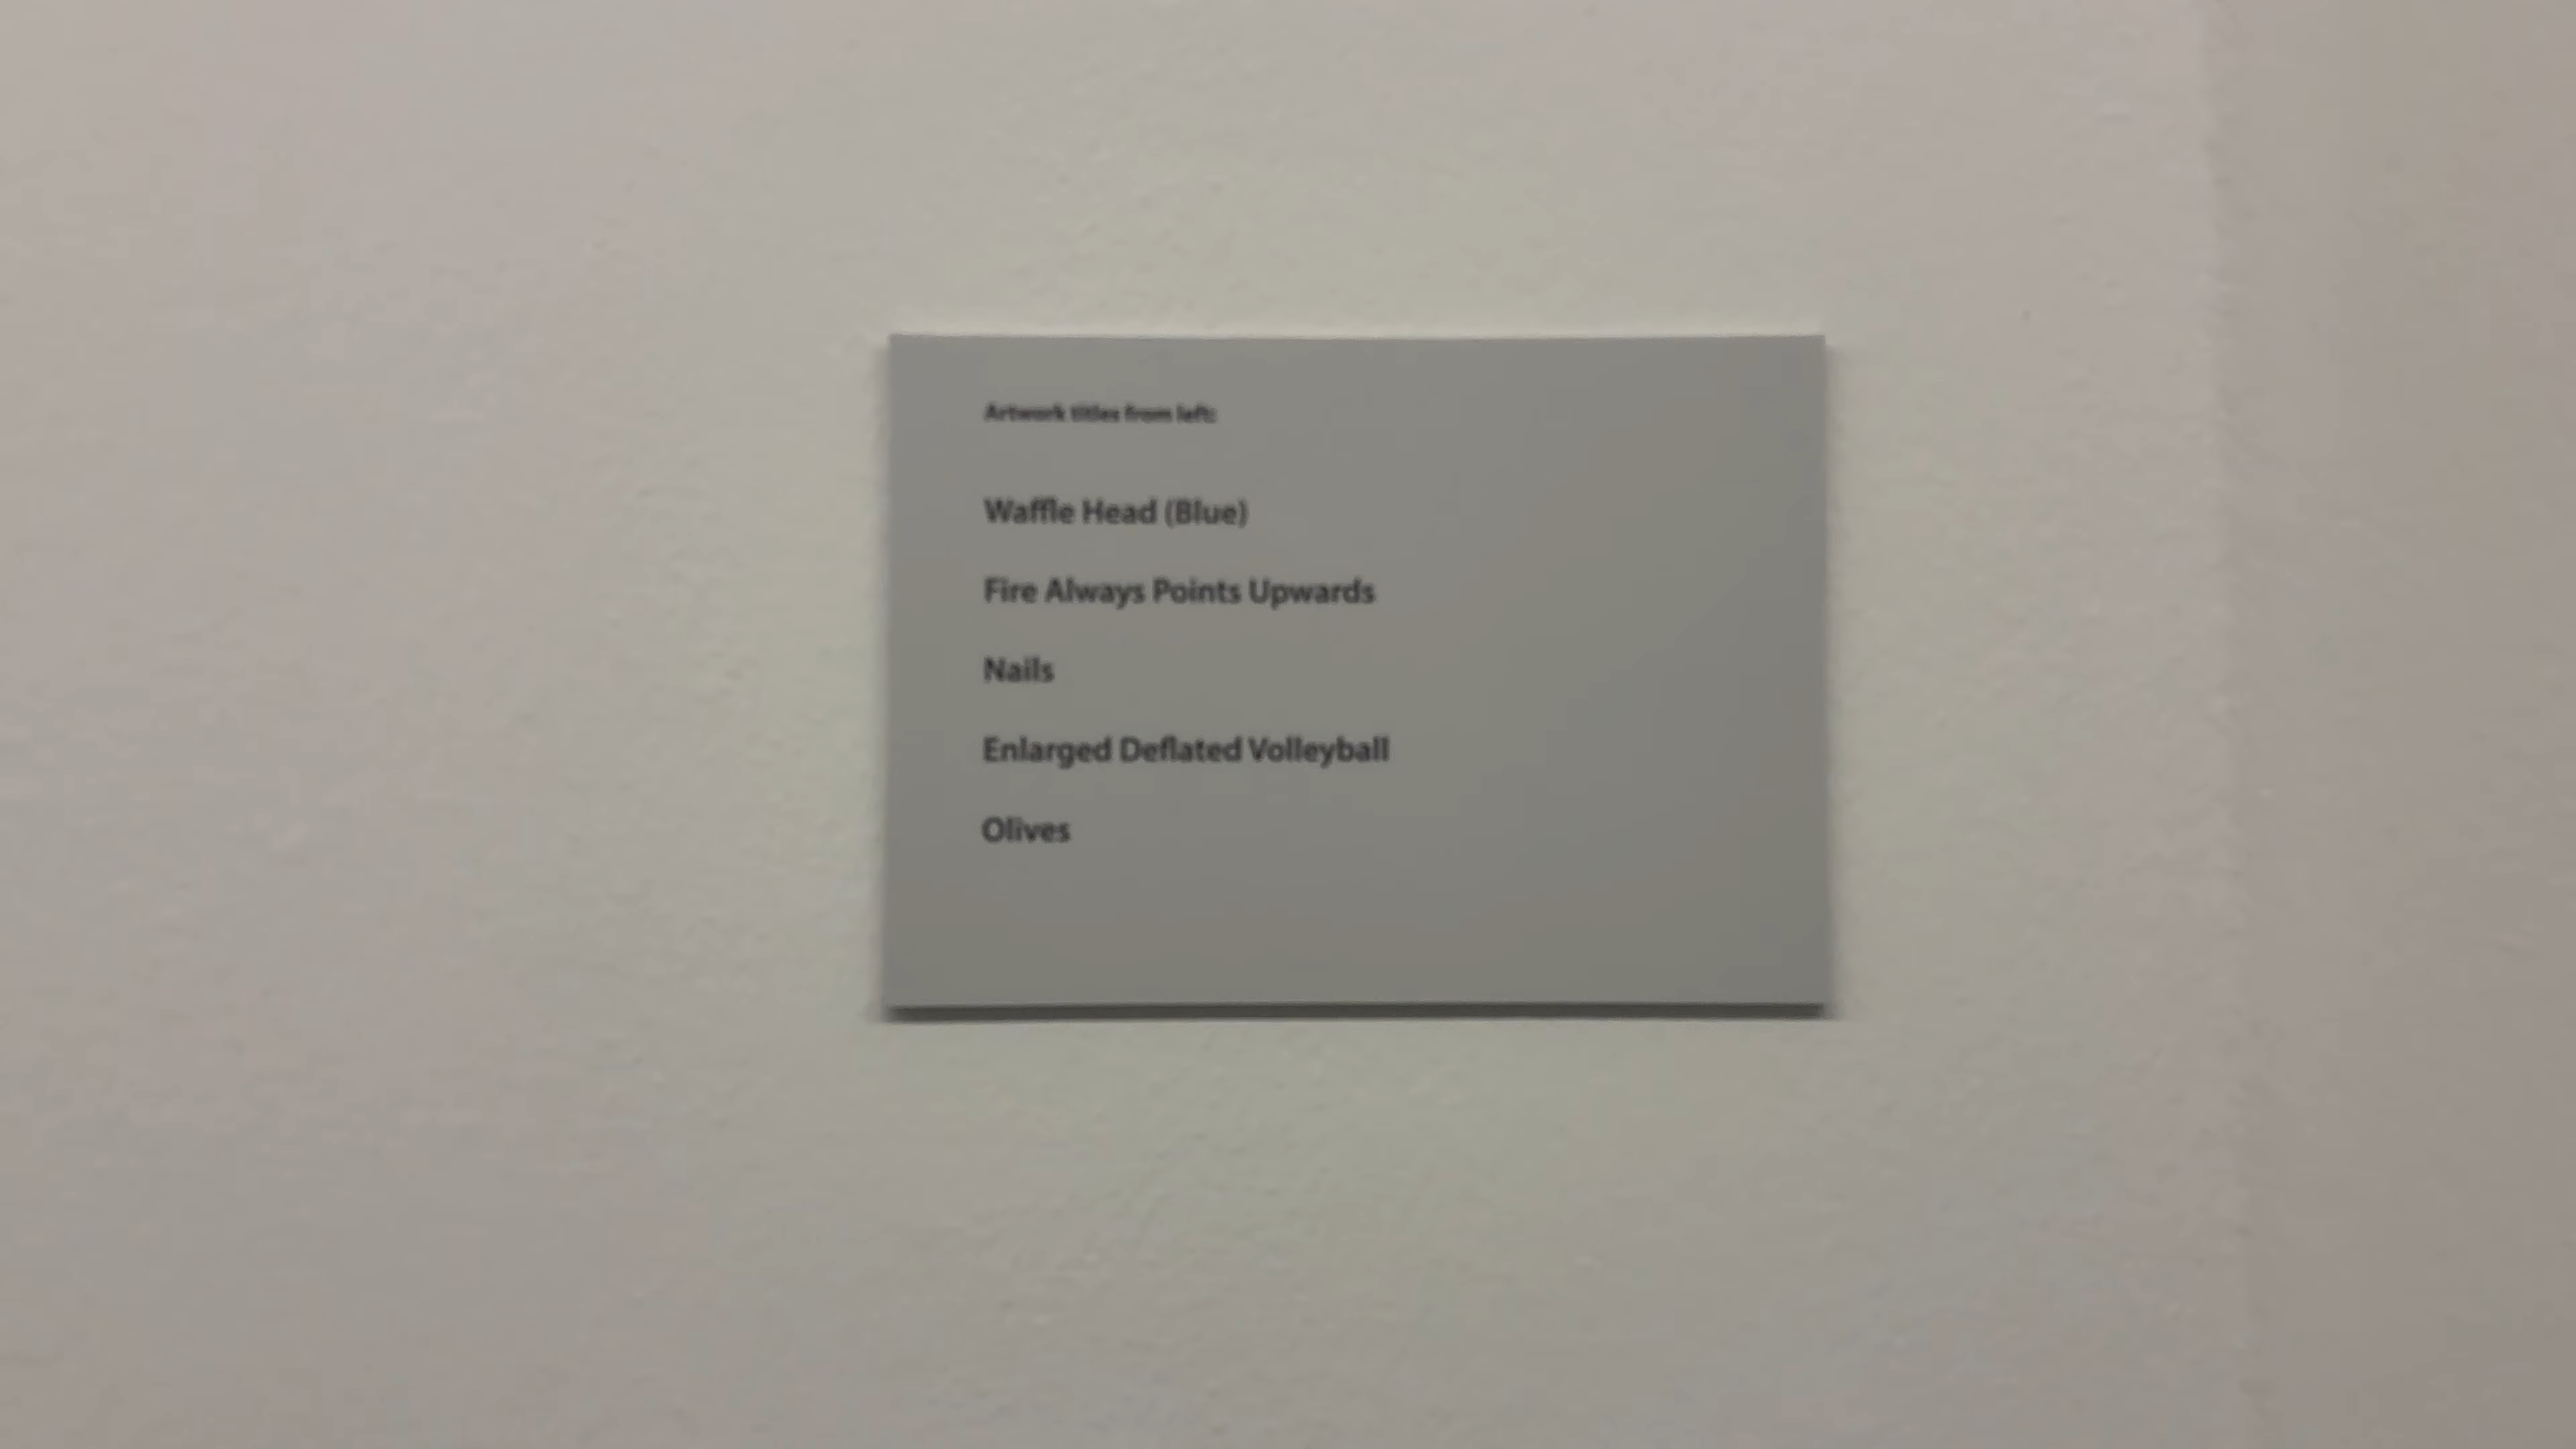 Artwork titles from left:
Waffle Head (Blue)
Fire Always Points Upwards
Nails
Enlarged Deflated Volleyball
Olives